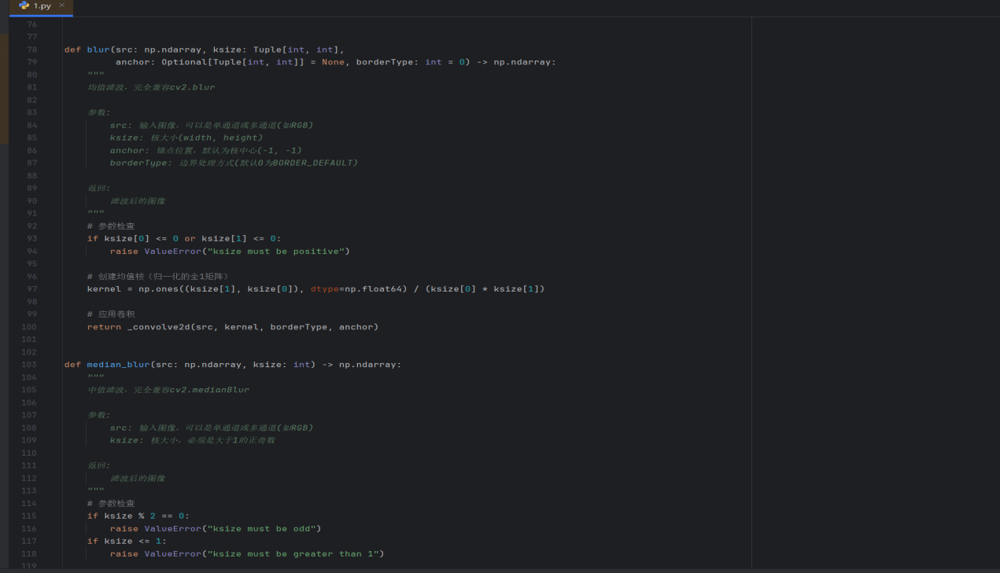 1.py ×
76
77
78 def blur(src: np.ndarray, ksize: Tuple[int, int],
79 anchor: Optional[Tuple[int, int]] = None, borderType: int = 0) -> np.ndarray:
80 """
81 均值滤波，完全兼容cv2.blur
82
83 参数:
84 src: 输入图像，可以是单通道或多通道(如RGB)
85 ksize: 核大小(width, height)
86 anchor: 锚点位置，默认为核中心(-1, -1)
87 borderType: 边界处理方式(默认0为BORDER_DEFAULT)
88
89 返回:
90 滤波后的图像
91 """
92 # 参数检查
93 if ksize[0] <= 0 or ksize[1] <= 0:
94 raise ValueError("ksize must be positive")
95
96 # 创建均值核（归一化的全1矩阵）
97 kernel = np.ones((ksize[1], ksize[0]), dtype=np.float64) / (ksize[0] * ksize[1])
98
99 # 应用卷积
100 return _convolve2d(src, kernel, borderType, anchor)
101
102
103 def median_blur(src: np.ndarray, ksize: int) -> np.ndarray:
104 """
105 中值滤波，完全兼容cv2.medianBlur
106
107 参数:
108 src: 输入图像，可以是单通道或多通道(如RGB)
109 ksize: 核大小，必须是大于1的正奇数
110
111 返回:
112 滤波后的图像
113 """
114 # 参数检查
115 if ksize % 2 == 0:
116 raise ValueError("ksize must be odd")
117 if ksize <= 1:
118 raise ValueError("ksize must be greater than 1")
119